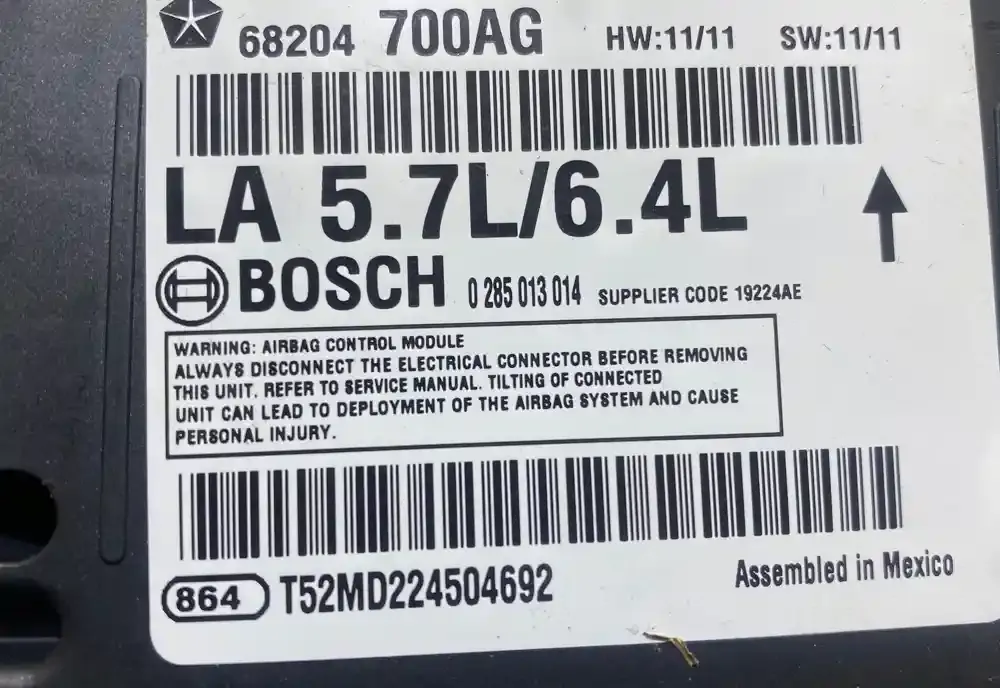 68204 700AG HW:11/11 SW:11/11
LA 5.7L/6.4L
BOSCH 0 285 013 014 SUPPLIER CODE 19224AE
WARNING: AIRBAG CONTROL MODULE
ALWAYS DISCONNECT THE ELECTRICAL CONNECTOR BEFORE REMOVING
THIS UNIT. REFER TO SERVICE MANUAL. TILTING OF CONNECTED
UNIT CAN LEAD TO DEPLOYMENT OF THE AIRBAG SYSTEM AND CAUSE
PERSONAL INJURY.
864 T52MD224504692
Assembled in Mexico